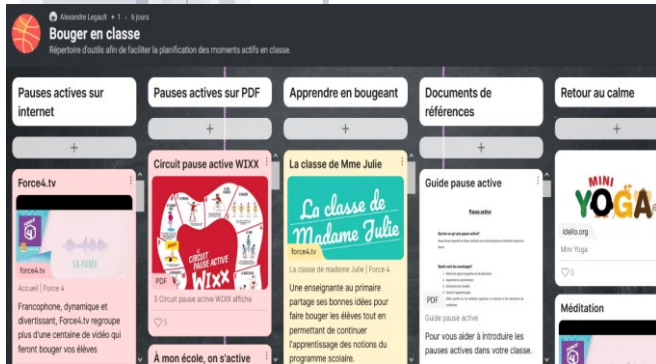 Alexandre Legault • 1 • 6 jours
Bouger en classe
Répertoire d'outils afin de faciliter la planification des moments actifs en classe.
Pauses actives sur
internet
+
Force4.tv
FORCE 4
LA FUSÉE
force4.tv
Accueil | Force 4
Francophone, dynamique et
divertissant, Force4.tv regroupe
plus d'une centaine de vidéo qui
feront bouger vos élèves
Pauses actives sur PDF
+
Circuit pause active WIXX
CIRCUIT
PAUSE ACTIVE
WIXX
PDF
3 Circuit pause active WIXX affiche
5
À mon école, on s'active
Apprendre en bougeant
+
La classe de Mme Julie
La classe de
Madame Julie
force4.tv
La classe de madame Julie | Force 4
Une enseignante au primaire
partage ses bonnes idées pour
faire bouger les élèves tout en
permettant de continuer
l'apprentissage des notions du
programme scolaire.
Documents de
références
+
Guide pause active
Pause active
PDF
Guide pause active
Pour vous aider à introduire les
pauses actives dans votre classe.
Retour au calme
+
MINI
YOGA
idello.org
Mini Yoga
0
Méditation